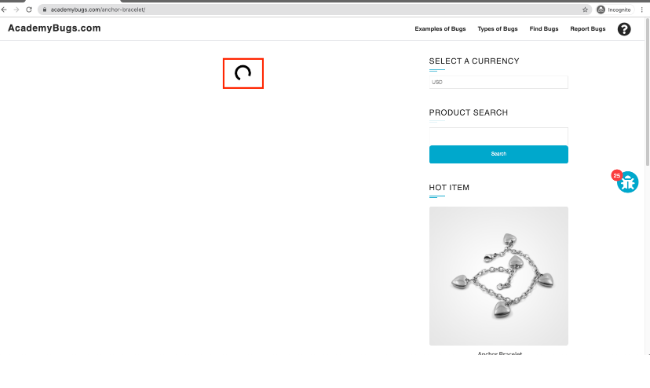 academybugs.com/anchor-bracelet/
Incognito
AcademyBugs.com
Examples of Bugs
Types of Bugs
Find Bugs
Report Bugs
?
SELECT A CURRENCY
USD
PRODUCT SEARCH
Search
25
HOT ITEM
Anchor Bracelet